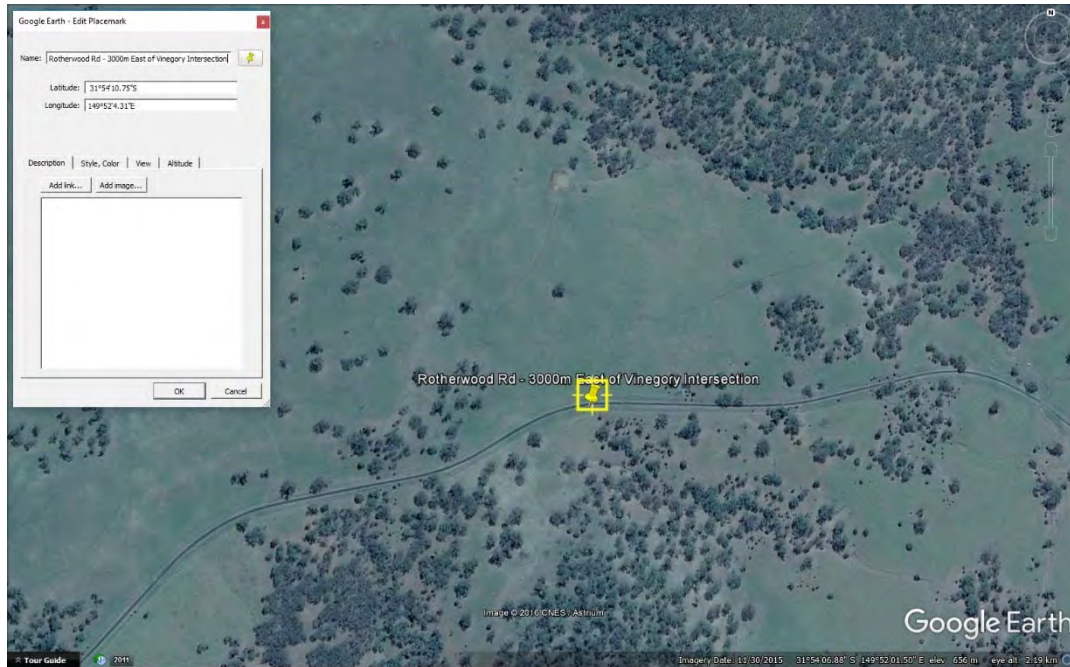 Google Earth - Edit Placemark
Name: Rotherwood Rd - 3000m East of Vinegory Intersection
Latitude: 31°54'10.75"S
Longitude: 149°52'4.31"E
Description Style, Color View Altitude
Add link... Add image...
OK Cancel
N
Rotherwood Rd - 3000m East of Vinegory Intersection
Image © 2016 CNES / Astrium
Google Earth
Tour Guide 2011 Imagery Date: 11/30/2015 31°54'06.88" S 149°52'01.50" E elev 656 m eye alt 2.19 km